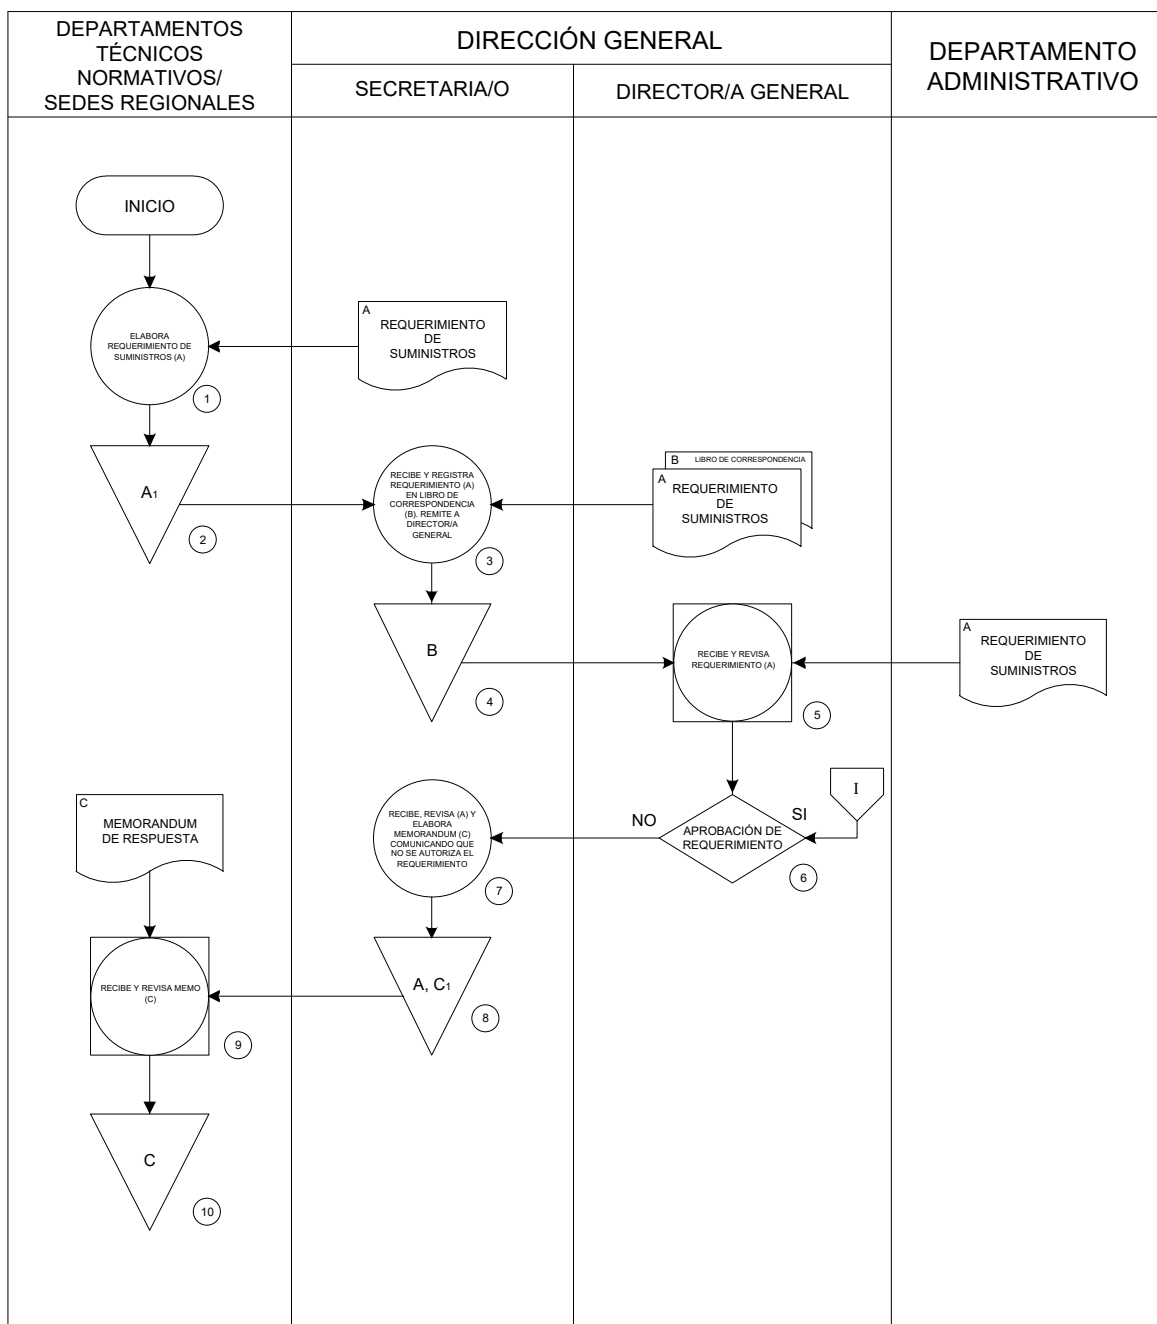 DEPARTAMENTOS
TÉCNICOS
NORMATIVOS/
SEDES REGIONALES
DIRECCIÓN GENERAL
SECRETARIA/O
DIRECTOR/A GENERAL
DEPARTAMENTO
ADMINISTRATIVO
INICIO
ELABORA
REQUERIMIENTO DE
SUMINISTROS (A)
1
A
REQUERIMIENTO
DE
SUMINISTROS
A1
2
RECIBE Y REGISTRA
REQUERIMIENTO (A)
EN LIBRO DE
CORRESPONDENCIA
(B). REMITE A
DIRECTOR/A
GENERAL
3
B LIBRO DE CORRESPONDENCIA
A
REQUERIMIENTO
DE
SUMINISTROS
B
4
RECIBE Y REVISA
REQUERIMIENTO (A)
5
A
REQUERIMIENTO
DE
SUMINISTROS
I
SI
NO
APROBACIÓN DE
REQUERIMIENTO
6
RECIBE, REVISA (A) Y
ELABORA
MEMORANDUM (C)
COMUNICANDO QUE
NO SE AUTORIZA EL
REQUERIMIENTO
7
C
MEMORANDUM
DE RESPUESTA
A, C1
8
RECIBE Y REVISA MEMO
(C)
9
C
10